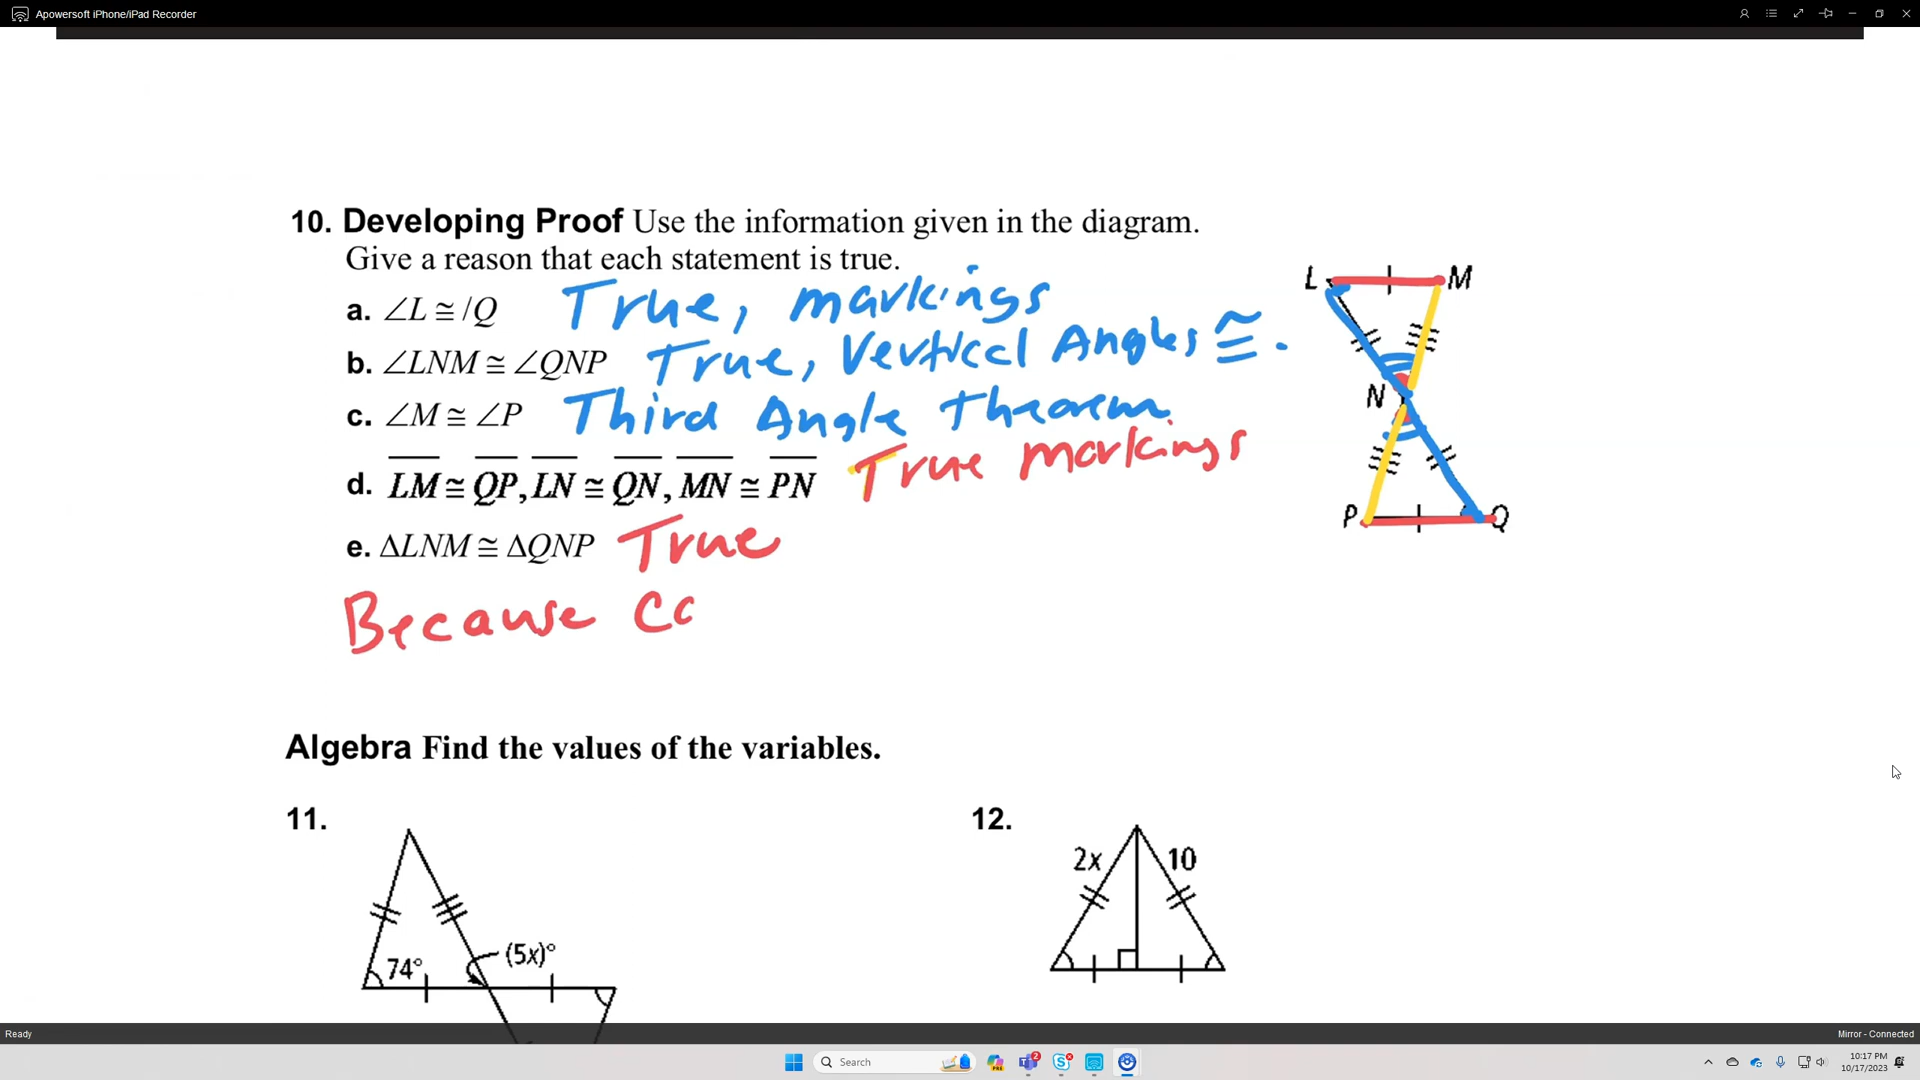 Apowersoft iPhone/iPad Recorder
10. Developing Proof Use the information given in the diagram.
Give a reason that each statement is true.
a. ∠L ≅ /Q True, markings
b. ∠LNM ≅ ∠QNP True, Vertical Angles ≅.
c. ∠M ≅ ∠P Third Angle theorem
d. LM ≅ QP, LN ≅ QN, MN ≅ PN True markings
e. ΔLNM ≅ ΔQNP True
Because CO
L M
N
P Q
Algebra Find the values of the variables.
11. 12.
2x 10
(5x)°
74°
Ready Mirror - Connected
Search
PRE
2
10:17 PM
10/17/2023